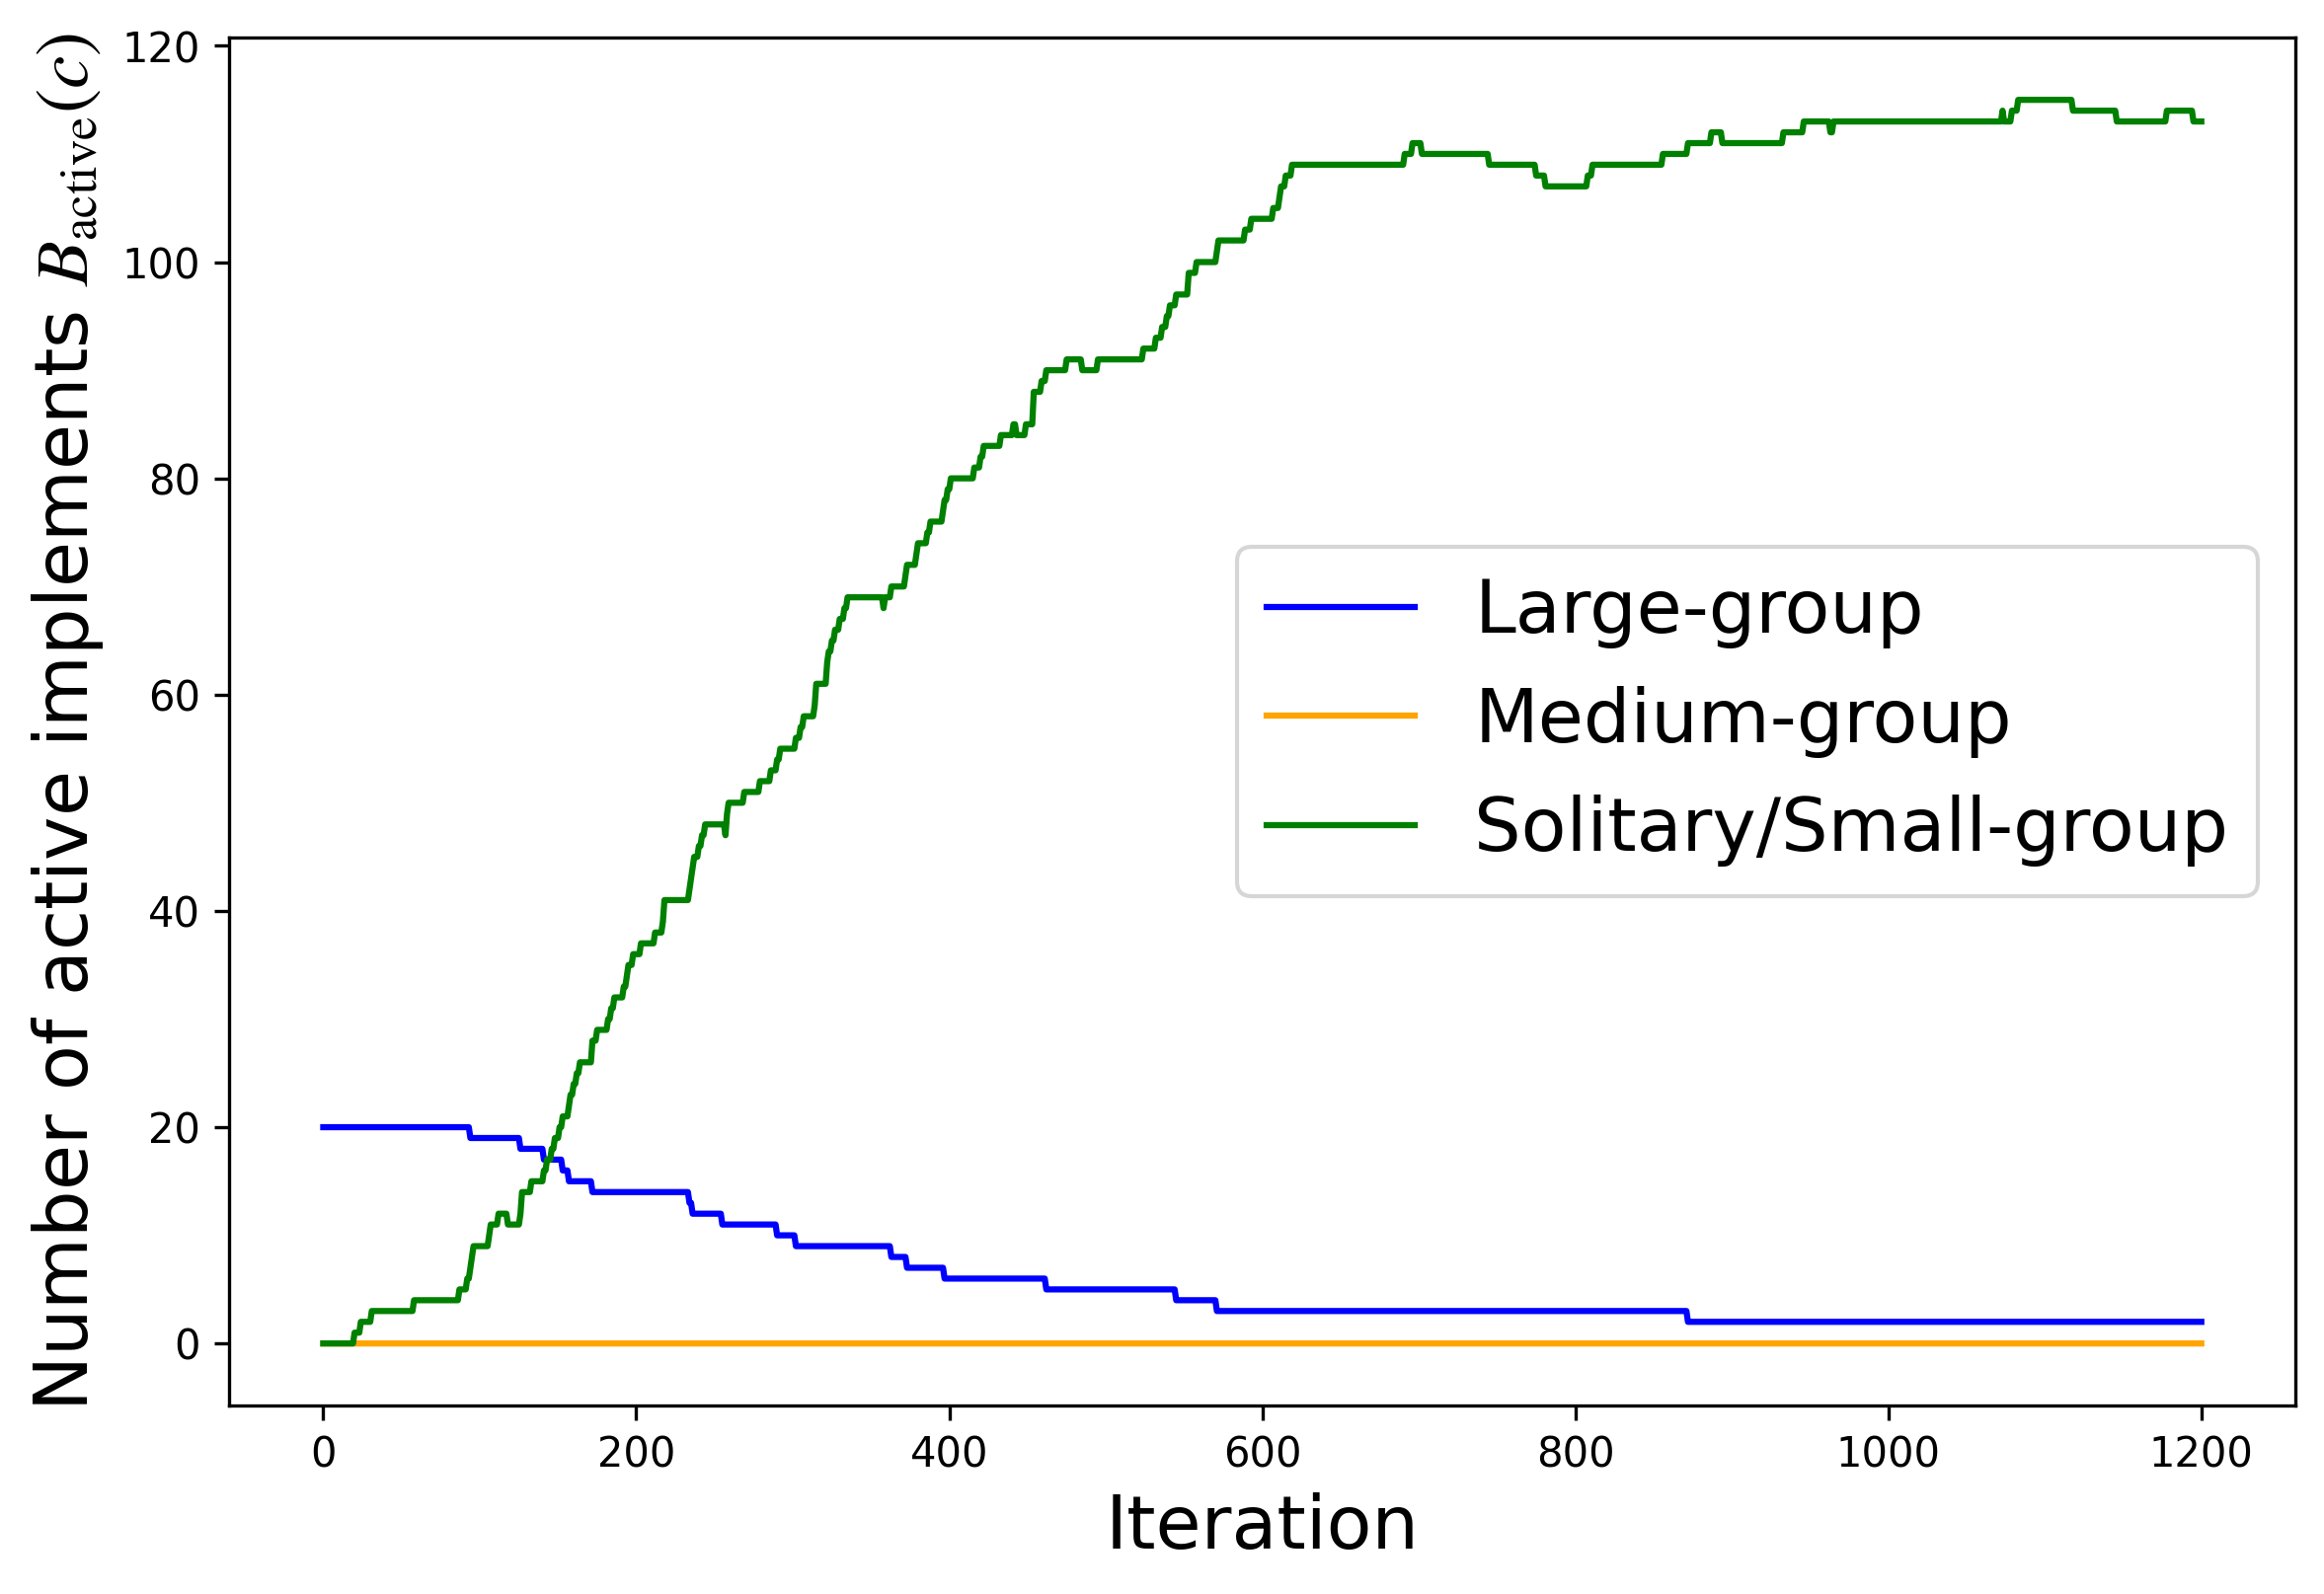 Number of active implements B_active(c)
120
100
80
60
40
20
0
Large-group
Medium-group
Solitary/Small-group
0 200 400 600 800 1000 1200
Iteration